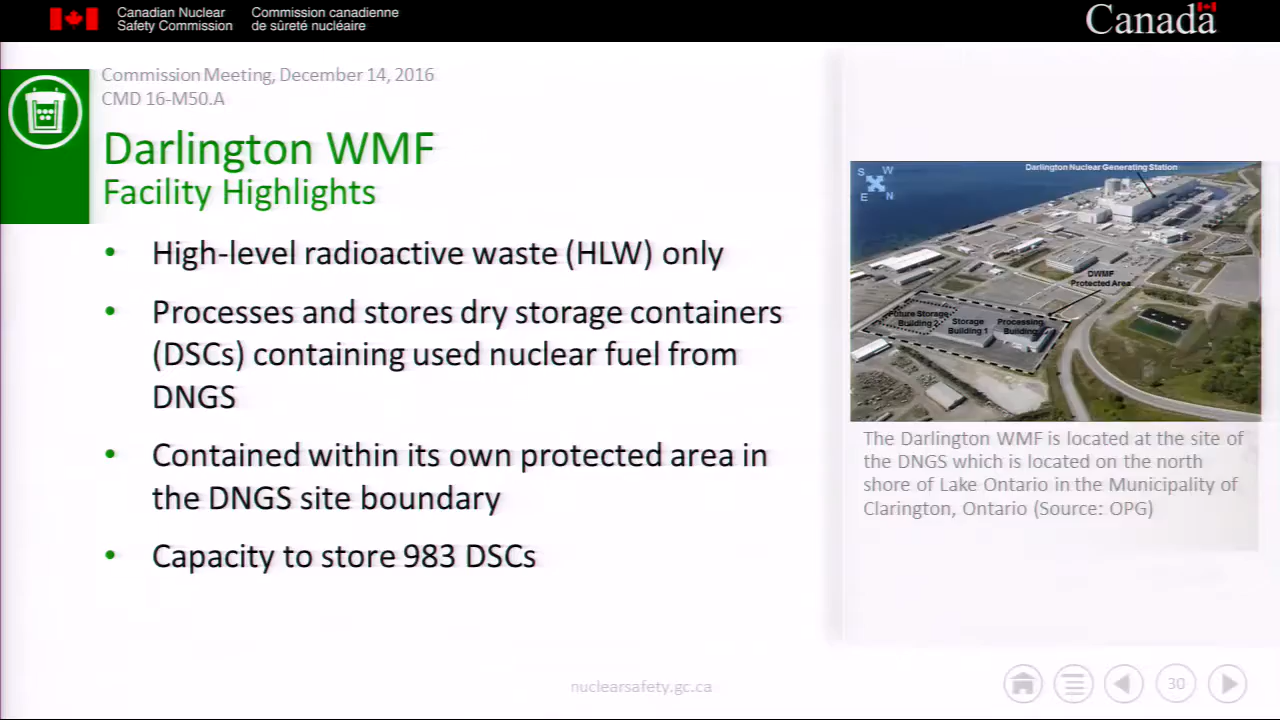 Canadian Nuclear
Safety Commission
Commission canadienne
de sûreté nucléaire
Canada
Commission Meeting, December 14, 2016
CMD 16-M50.A
Darlington WMF
Facility Highlights
• High-level radioactive waste (HLW) only
• Processes and stores dry storage containers
(DSCs) containing used nuclear fuel from
DNGS
• Contained within its own protected area in
the DNGS site boundary
• Capacity to store 983 DSCs
Darlington Nuclear Generating Station
S W
E N
DWMF
Protected Area
Future Storage
Building 2
Storage
Building 1
Processing
Building
The Darlington WMF is located at the site of
the DNGS which is located on the north
shore of Lake Ontario in the Municipality of
Clarington, Ontario (Source: OPG)
nuclearsafety.gc.ca
30